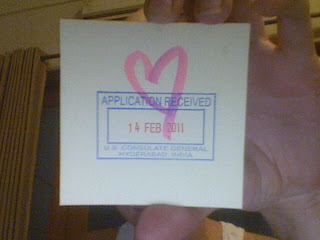 APPLICATION RECEIVED
14 FEB 2011
U.S. CONSULATE GENERAL
HYDERABAD, INDIA